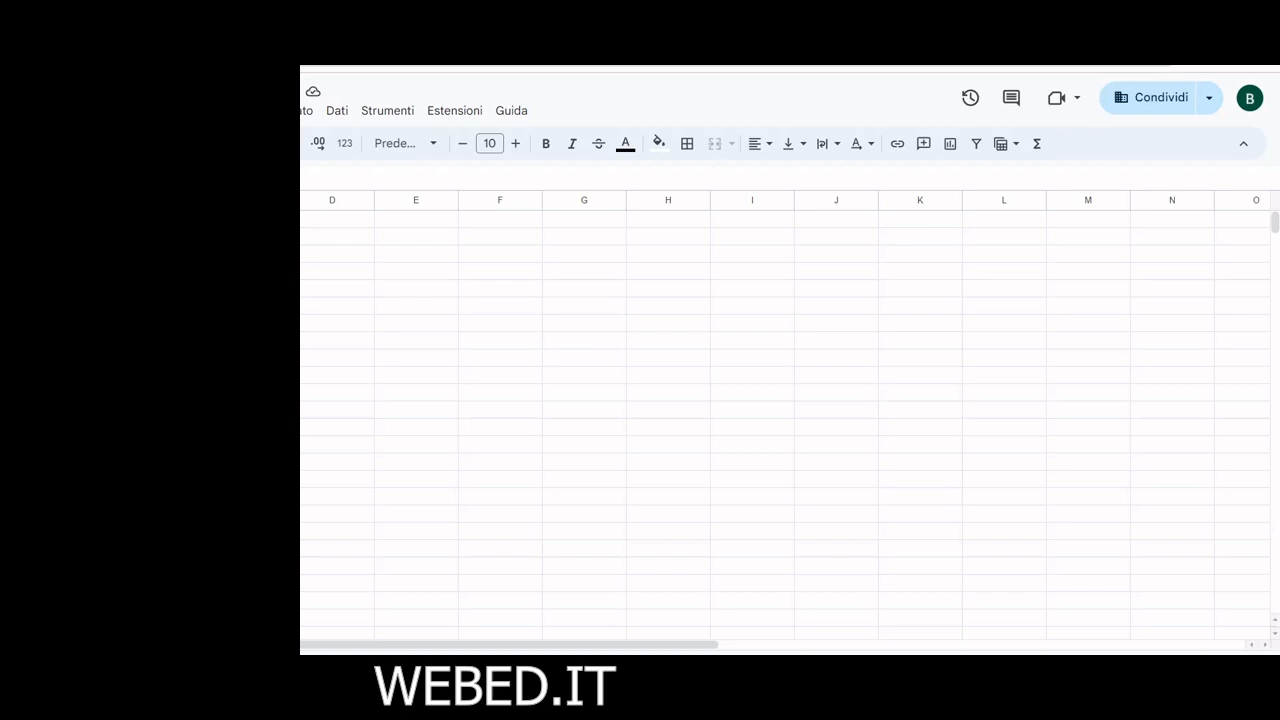 ato Dati Strumenti Estensioni Guida
Condividi
B
.00 123 Prede... 10 B I S A Σ
D E F G H I J K L M N O
WEBED.IT